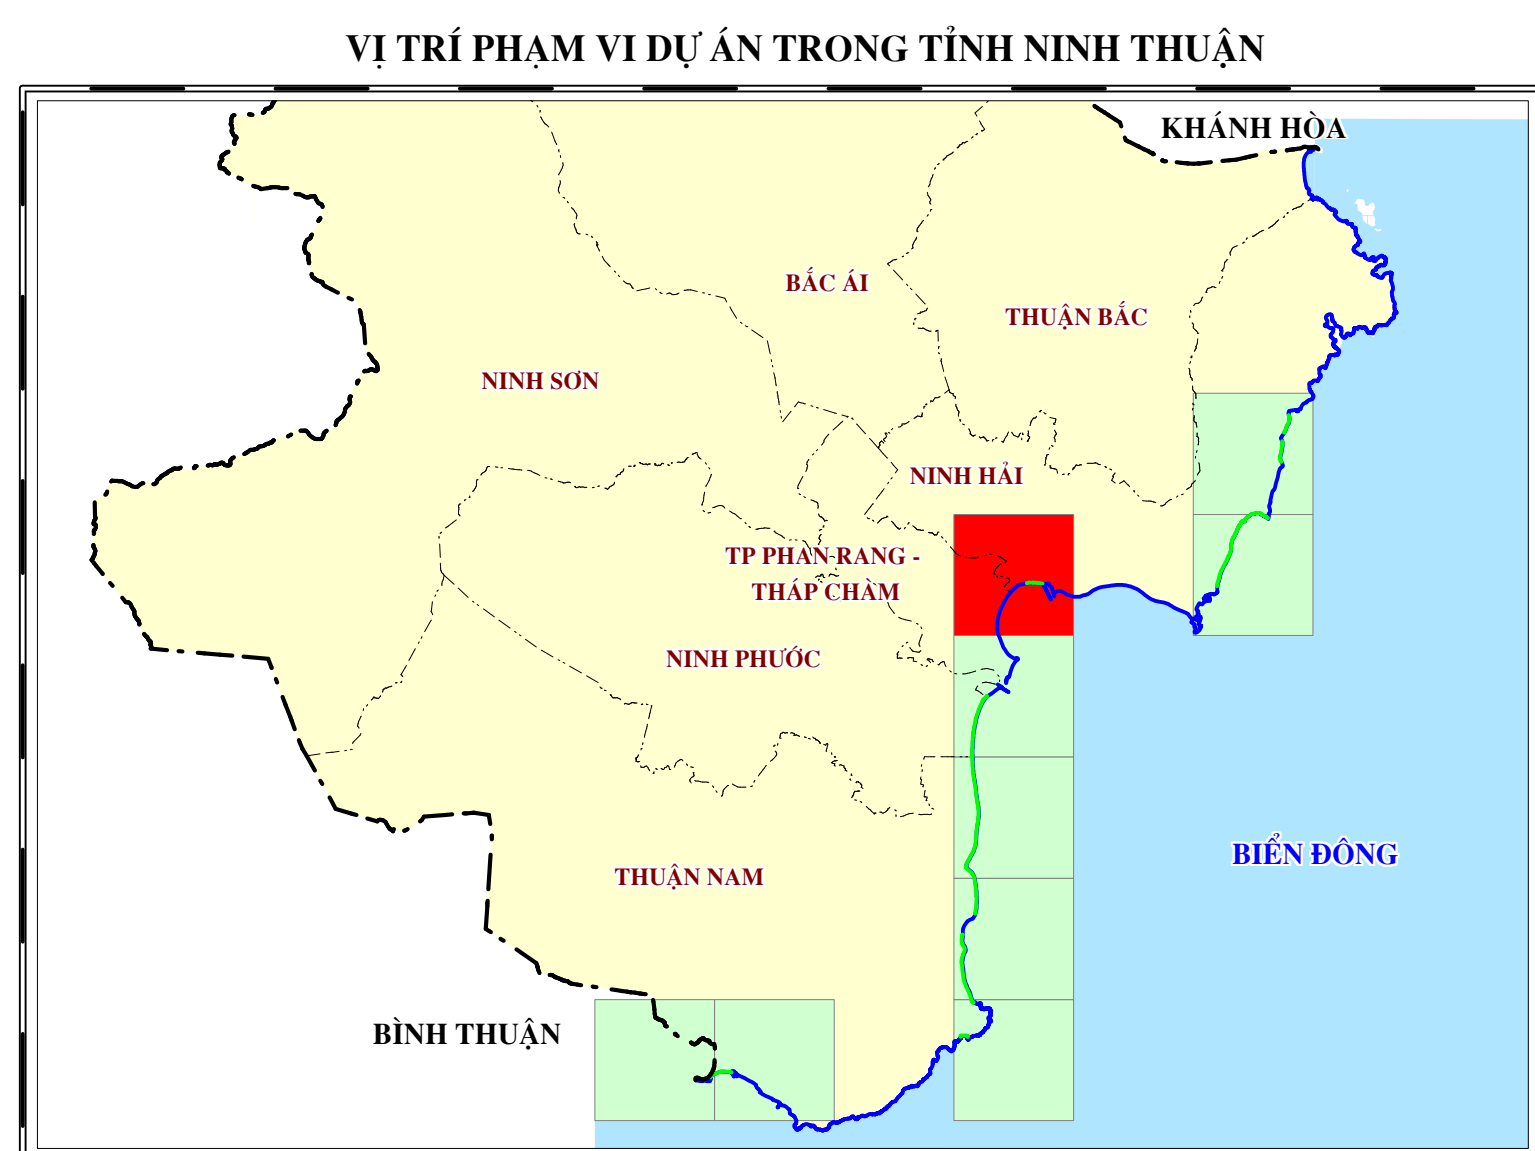 VỊ TRÍ PHẠM VI DỰ ÁN TRONG TỈNH NINH THUẬN
KHÁNH HÒA
BẮC ÁI
THUẬN BẮC
NINH SƠN
NINH HẢI
TP PHAN RANG -
THÁP CHÀM
NINH PHƯỚC
BIỂN ĐÔNG
THUẬN NAM
BÌNH THUẬN